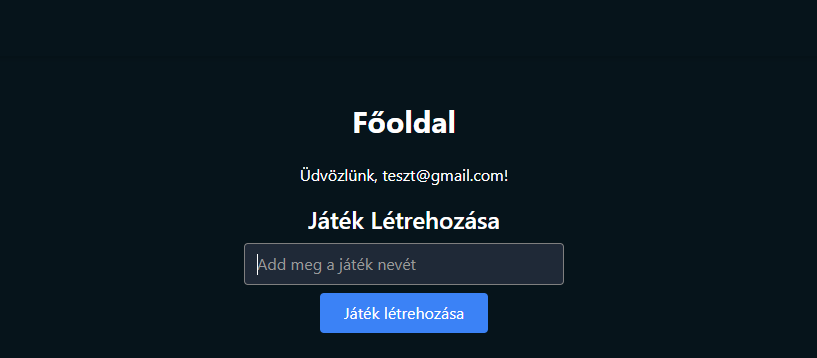 Főoldal
Üdvözlünk, teszt@gmail.com!
Játék Létrehozása
Add meg a játék nevét
Játék létrehozása